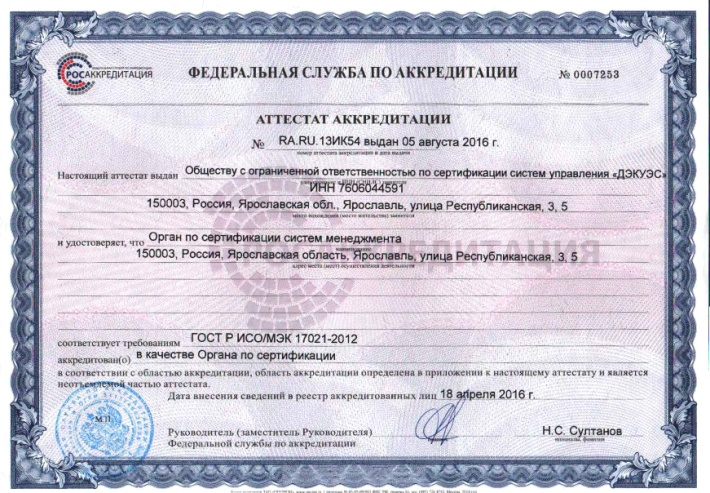 РОСАККРЕДИТАЦИЯ
ФЕДЕРАЛЬНАЯ СЛУЖБА ПО АККРЕДИТАЦИИ
№ 0007253
АТТЕСТАТ АККРЕДИТАЦИИ
№ RA.RU.13ИК54 выдан 05 августа 2016 г.
номер аттестата аккредитации и дата выдачи
Настоящий аттестат выдан Обществу с ограниченной ответственностью по сертификации систем управления «ДЭКУЭС»
ИНН 7606044591
150003, Россия, Ярославская обл., Ярославль, улица Республиканская, 3, 5
место нахождения (место жительства) заявителя
и удостоверяет, что Орган по сертификации систем менеджмента
150003, Россия, Ярославская область, Ярославль, улица Республиканская, 3, 5
адрес места (мест) осуществления деятельности
соответствует требованиям ГОСТ Р ИСО/МЭК 17021-2012
аккредитован(о) в качестве Органа по сертификации
в соответствии с областью аккредитации, область аккредитации определена в приложении к настоящему аттестату и является
неотъемлемой частью аттестата.
Дата внесения сведений в реестр аккредитованных лиц 18 апреля 2016 г.
М.П.
Руководитель (заместитель Руководителя)
Федеральной службы по аккредитации
Н.С. Султанов
инициалы, фамилия